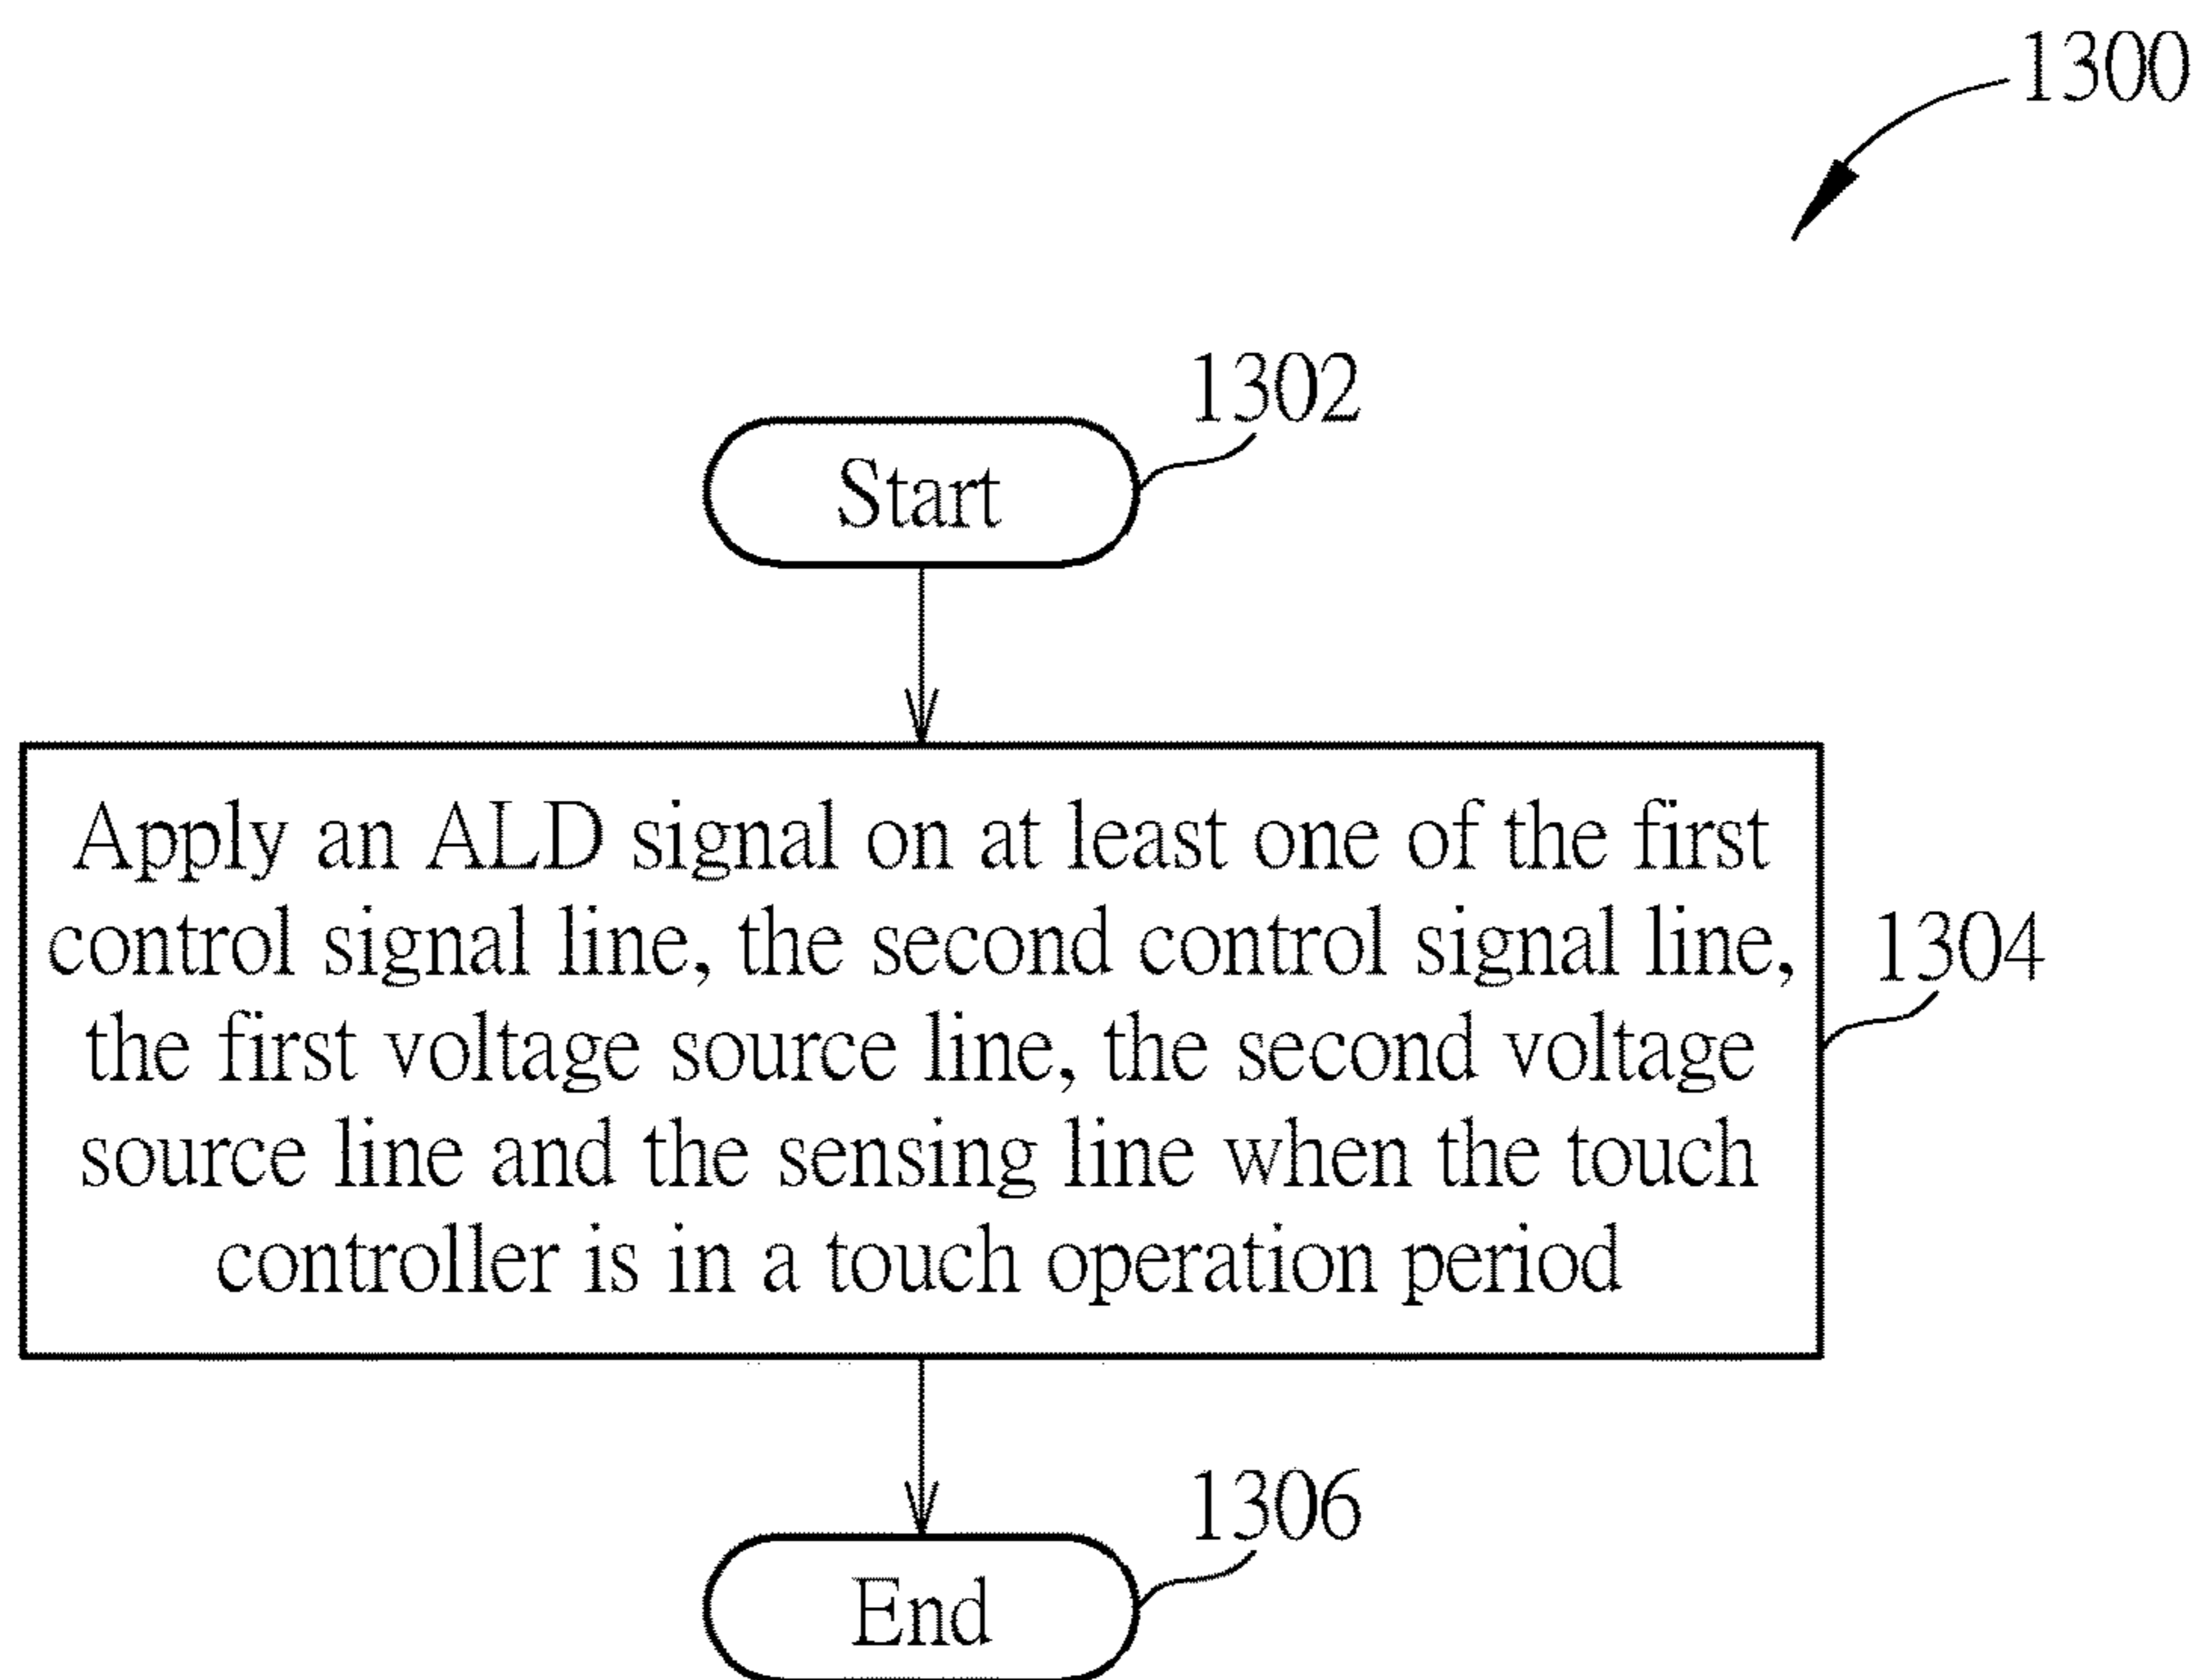 1300
1302
Start
Apply an ALD signal on at least one of the first
control signal line, the second control signal line,
the first voltage source line, the second voltage
source line and the sensing line when the touch
controller is in a touch operation period
1304
1306
End